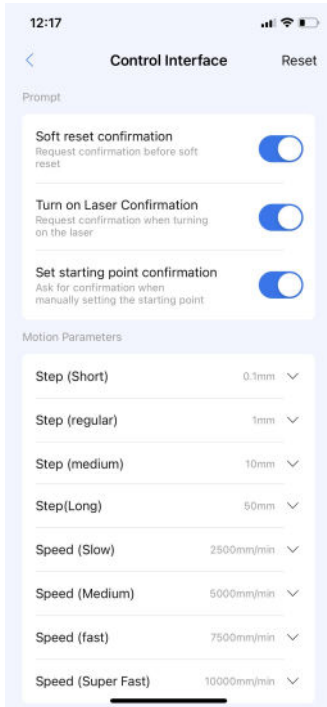 12:17
Control Interface
Reset
Prompt
Soft reset confirmation
Request confirmation before soft
reset
Turn on Laser Confirmation
Request confirmation when turning
on the laser
Set starting point confirmation
Ask for confirmation when
manually setting the starting point
Motion Parameters
Step (Short) 0.1mm
Step (regular) 1mm
Step (medium) 10mm
Step(Long) 50mm
Speed (Slow) 2500mm/min
Speed (Medium) 5000mm/min
Speed (fast) 7500mm/min
Speed (Super Fast) 10000mm/min